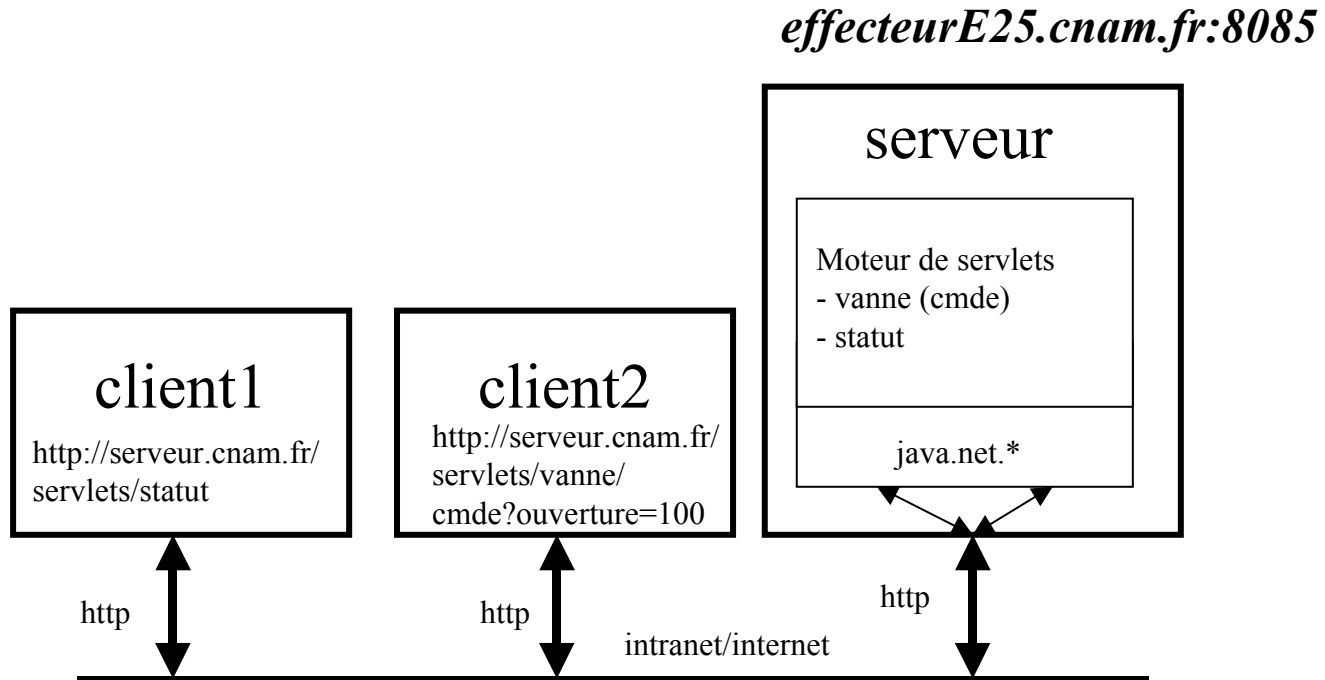 effecteurE25.cnam.fr:8085
serveur
Moteur de servlets
- vanne (cmde)
- statut
java.net.*
client1
http://serveur.cnam.fr/
servlets/statut
client2
http://serveur.cnam.fr/
servlets/vanne/
cmde?ouverture=100
http
http
http
intranet/internet